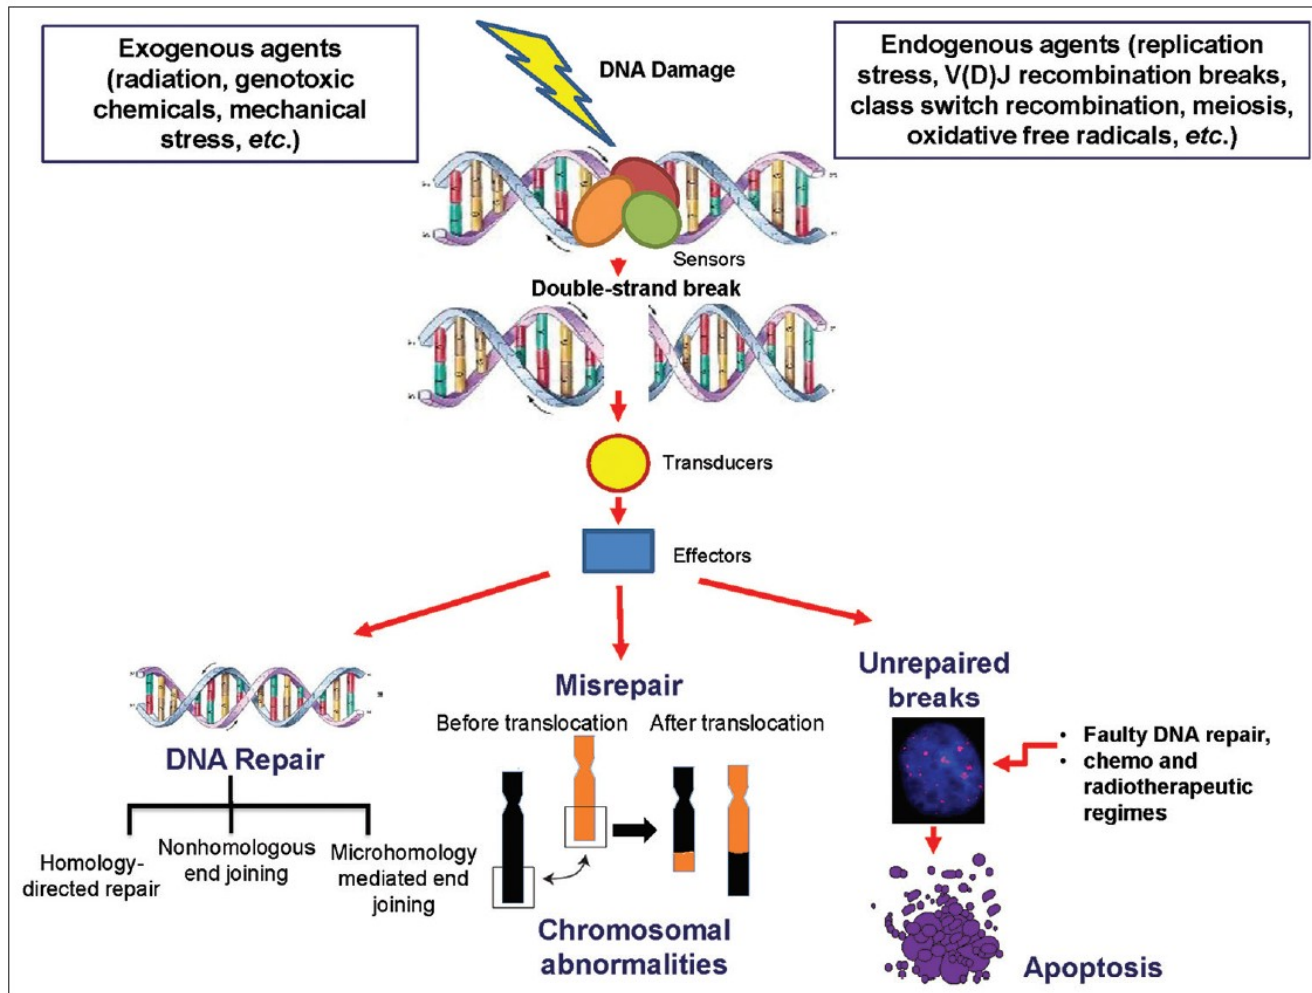 Exogenous agents
(radiation, genotoxic
chemicals, mechanical
stress, etc.)
DNA Damage
Endogenous agents (replication
stress, V(D)J recombination breaks,
class switch recombination, meiosis,
oxidative free radicals, etc.)
Sensors
Double-strand break
Transducers
Effectors
DNA Repair
Homology-
directed repair
Nonhomologous
end joining
Microhomology
mediated end
joining
Misrepair
Before translocation
After translocation
Chromosomal
abnormalities
Unrepaired
breaks
• Faulty DNA repair,
• chemo and
radiotherapeutic
regimes
Apoptosis